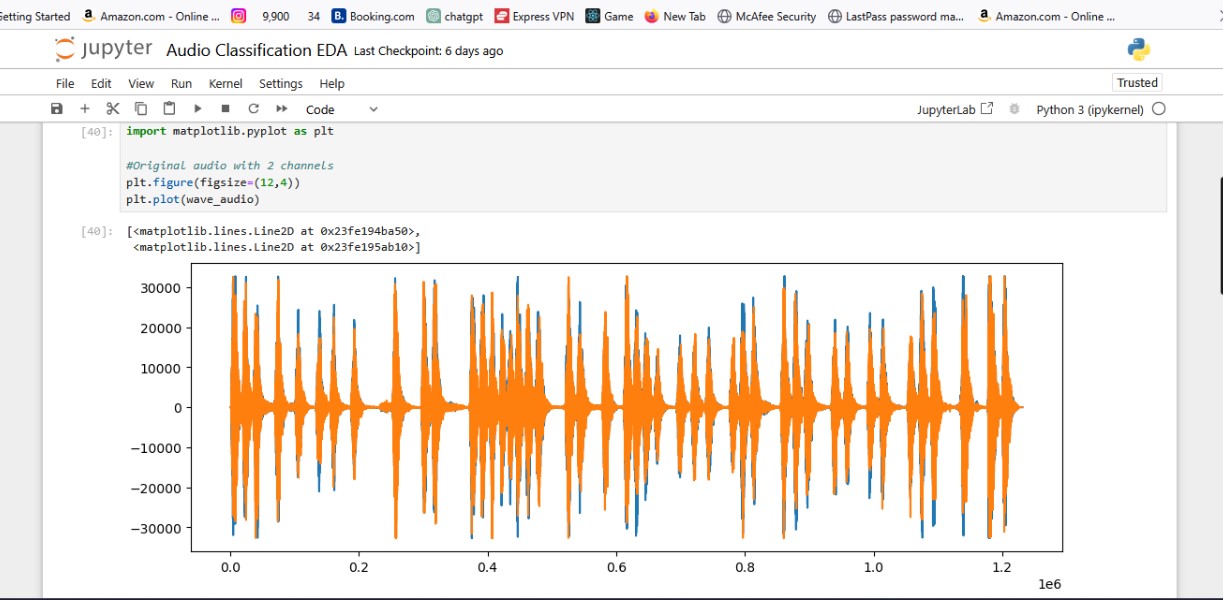 Getting Started Amazon.com - Online ... 9,900 34 Booking.com chatgpt Express VPN Game New Tab McAfee Security LastPass password ma... Amazon.com - Online ...
jupyter Audio Classification EDA Last Checkpoint: 6 days ago
File Edit View Run Kernel Settings Help Trusted
Code JupyterLab Python 3 (ipykernel)
[40]: import matplotlib.pyplot as plt
#Original audio with 2 channels
plt.figure(figsize=(12,4))
plt.plot(wave_audio)
[40]: [<matplotlib.lines.Line2D at 0x23fe194ba50>,
<matplotlib.lines.Line2D at 0x23fe195ab10>]
30000
20000
10000
0
−10000
−20000
−30000
0.0 0.2 0.4 0.6 0.8 1.0 1.2
1e6